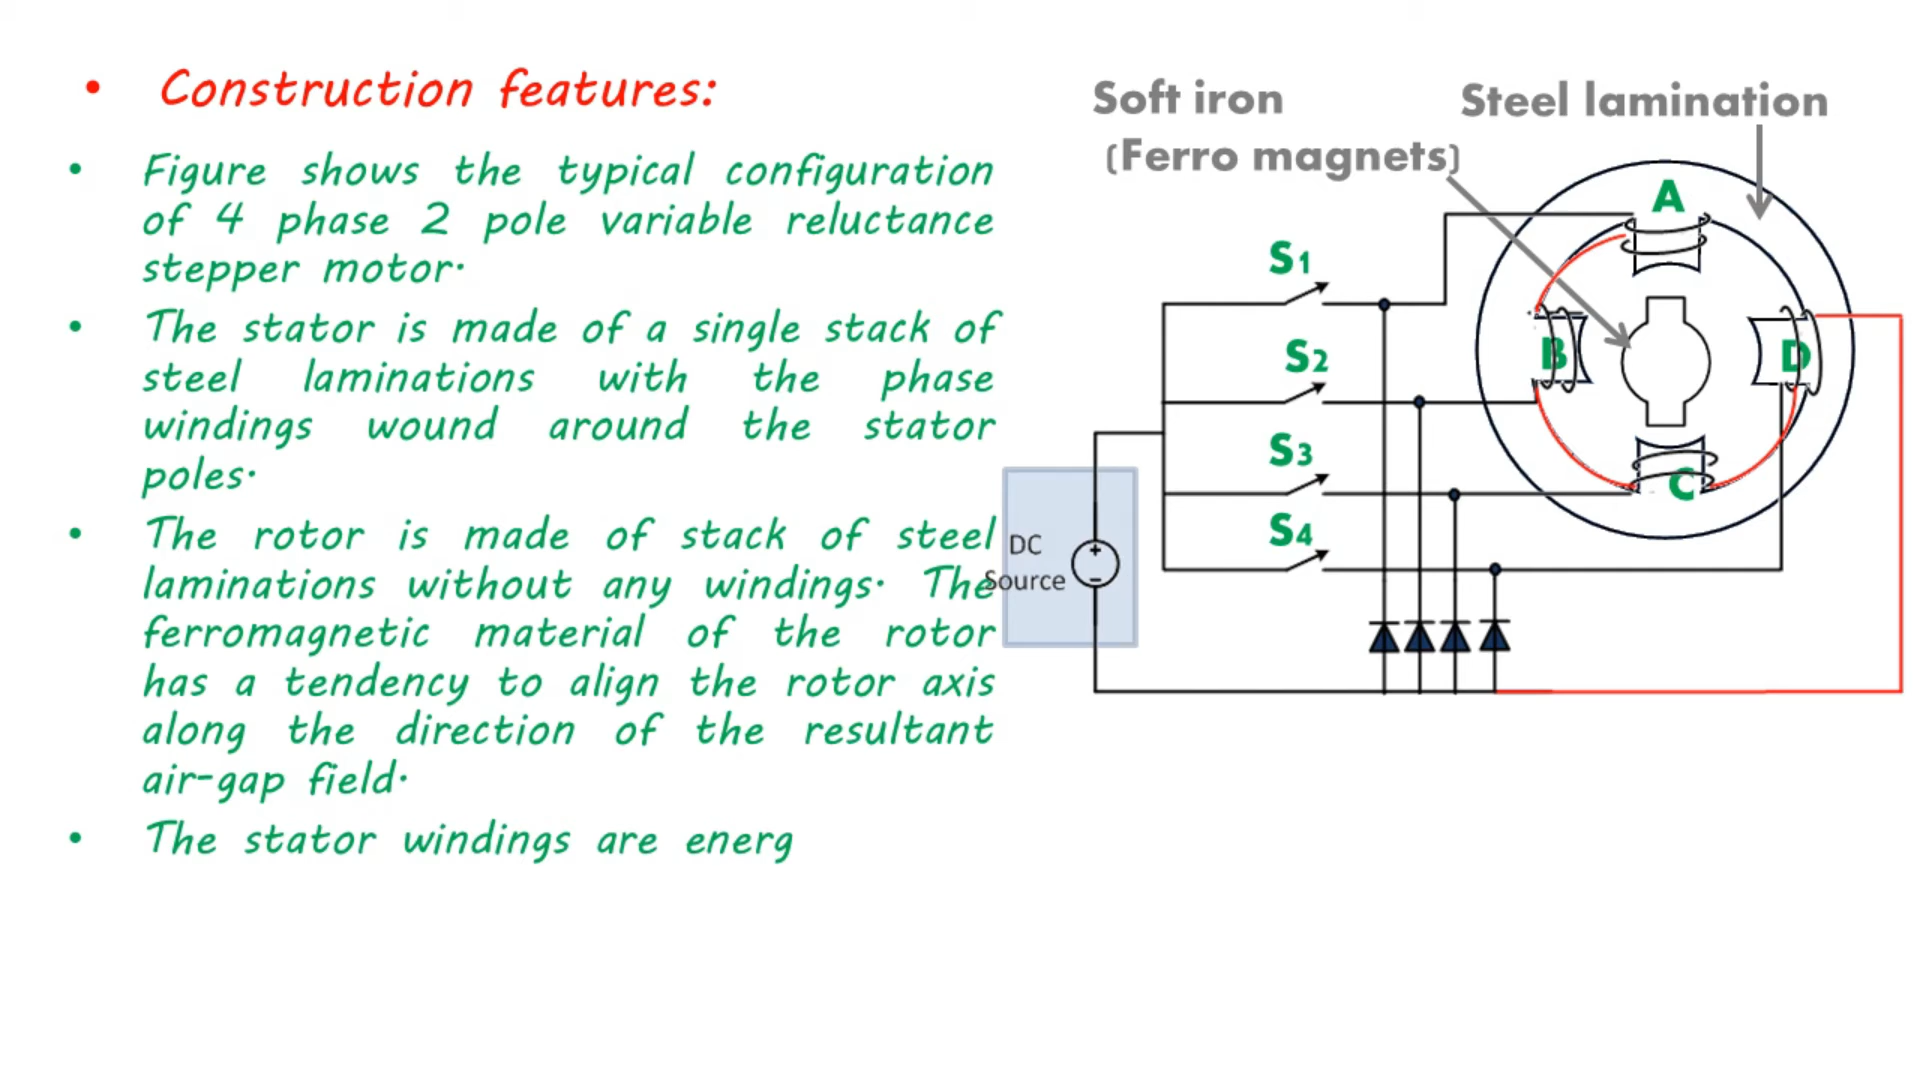 • Construction features:
• Figure shows the typical configuration
of 4 phase 2 pole variable reluctance
stepper motor.
• The stator is made of a single stack of
steel laminations with the phase
windings wound around the stator
poles.
• The rotor is made of stack of steel
laminations without any windings. The
ferromagnetic material of the rotor
has a tendency to align the rotor axis
along the direction of the resultant
air-gap field.
• The stator windings are energ
Soft iron
(Ferro magnets)
Steel lamination
A
S1
S2
B
D
S3
C
S4
DC
Source
+
−